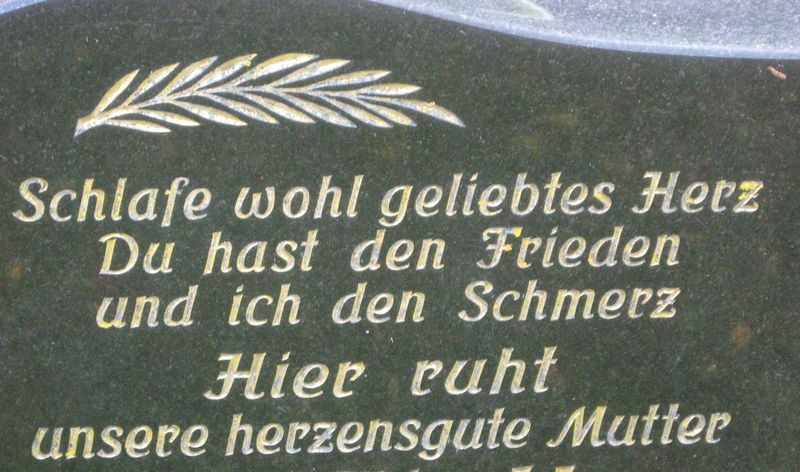 Schlafe wohl geliebtes Herz
Du hast den Frieden
und ich den Schmerz
Hier ruht
unsere herzensgute Mutter